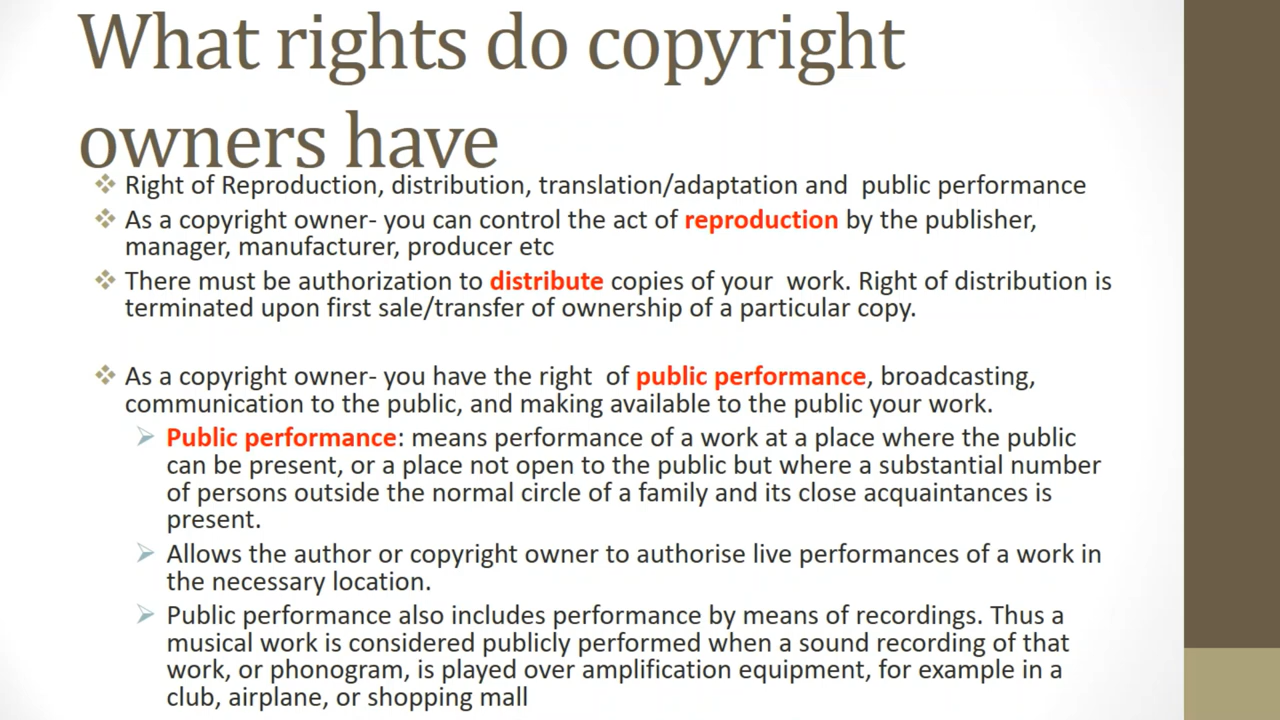 What rights do copyright
owners have
Right of Reproduction, distribution, translation/adaptation and  public performance
As a copyright owner- you can control the act of reproduction by the publisher,
manager, manufacturer, producer etc
There must be authorization to distribute copies of your  work. Right of distribution is
terminated upon first sale/transfer of ownership of a particular copy.
As a copyright owner- you have the right  of public performance, broadcasting,
communication to the public, and making available to the public your work.
Public performance: means performance of a work at a place where the public
can be present, or a place not open to the public but where a substantial number
of persons outside the normal circle of a family and its close acquaintances is
present.
Allows the author or copyright owner to authorise live performances of a work in
the necessary location.
Public performance also includes performance by means of recordings. Thus a
musical work is considered publicly performed when a sound recording of that
work, or phonogram, is played over amplification equipment, for example in a
club, airplane, or shopping mall